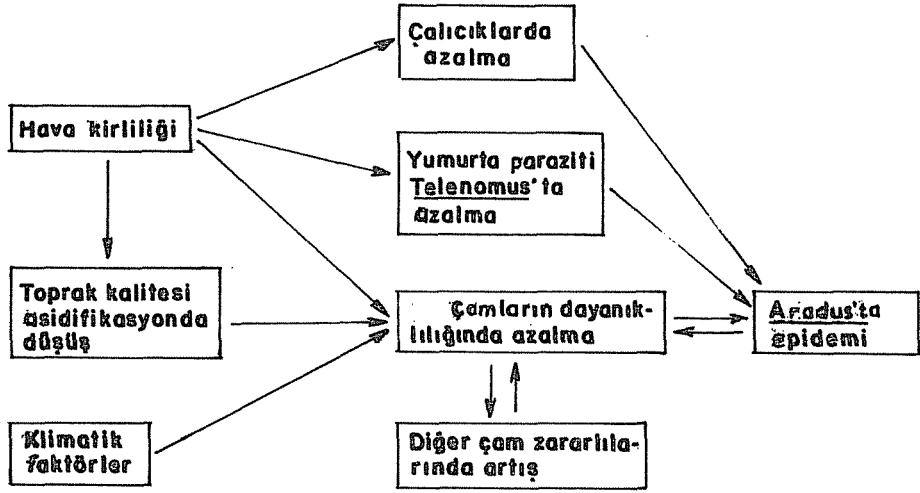 Çalıcıklarda
azalma
Hava kirliliği
Yumurta paraziti
Telenomus'ta
azalma
Toprak kalitesi
asidifikasyonda
düşüş
Çamların dayanık-
lılığında azalma
Aradus'ta
epidemi
Klimatik
faktörler
Diğer çam zararlıla-
rında artış